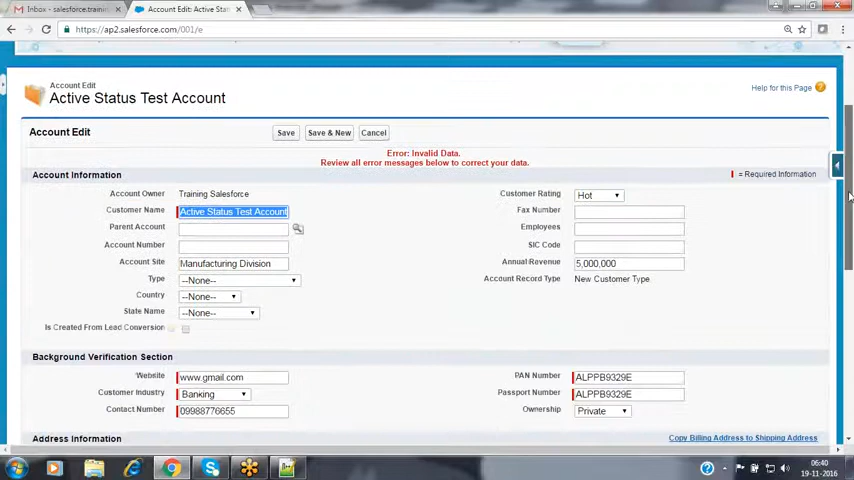 Inbox - salesforce.trainin
Account Edit: Active Stat
https://ap2.salesforce.com/001/e
Account Edit
Active Status Test Account
Help for this Page
Account Edit
Save
Save & New
Cancel
Error: Invalid Data.
Review all error messages below to correct your data.
Account Information
= Required Information
Account Owner Training Salesforce
Customer Rating Hot
Customer Name Active Status Test Account
Fax Number
Parent Account
Employees
Account Number
SIC Code
Account Site Manufacturing Division
Annual Revenue 5,000,000
Type --None--
Account Record Type New Customer Type
Country --None--
State Name --None--
Is Created From Lead Conversion
Background Verification Section
Website www.gmail.com
PAN Number ALPPB9329E
Customer Industry Banking
Passport Number ALPPB9329E
Contact Number 09988776655
Ownership Private
Address Information
Copy Billing Address to Shipping Address
06:40
19-11-2016